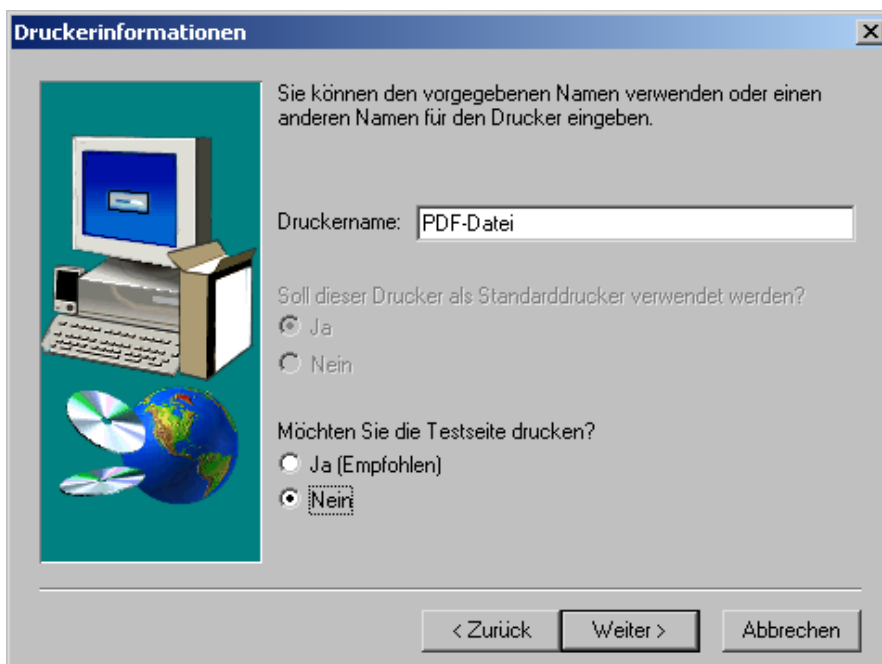 Druckerinformationen
Sie können den vorgegebenen Namen verwenden oder einen
anderen Namen für den Drucker eingeben.
Druckername: PDF-Datei
Soll dieser Drucker als Standarddrucker verwendet werden?
Ja
Nein
Möchten Sie die Testseite drucken?
Ja (Empfohlen)
Nein
< Zurück Weiter > Abbrechen